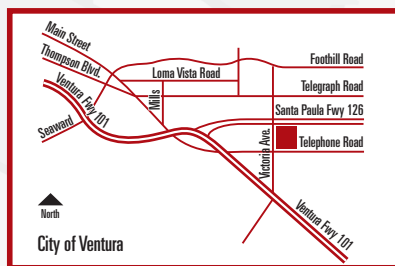 Main Street
Foothill Road
Thompson Blvd.
Loma Vista Road
Ventura Fwy 101
Telegraph Road
Mills
Santa Paula Fwy 126
Seaward
Victoria Ave.
Telephone Road
North
Ventura Fwy 101
City of Ventura